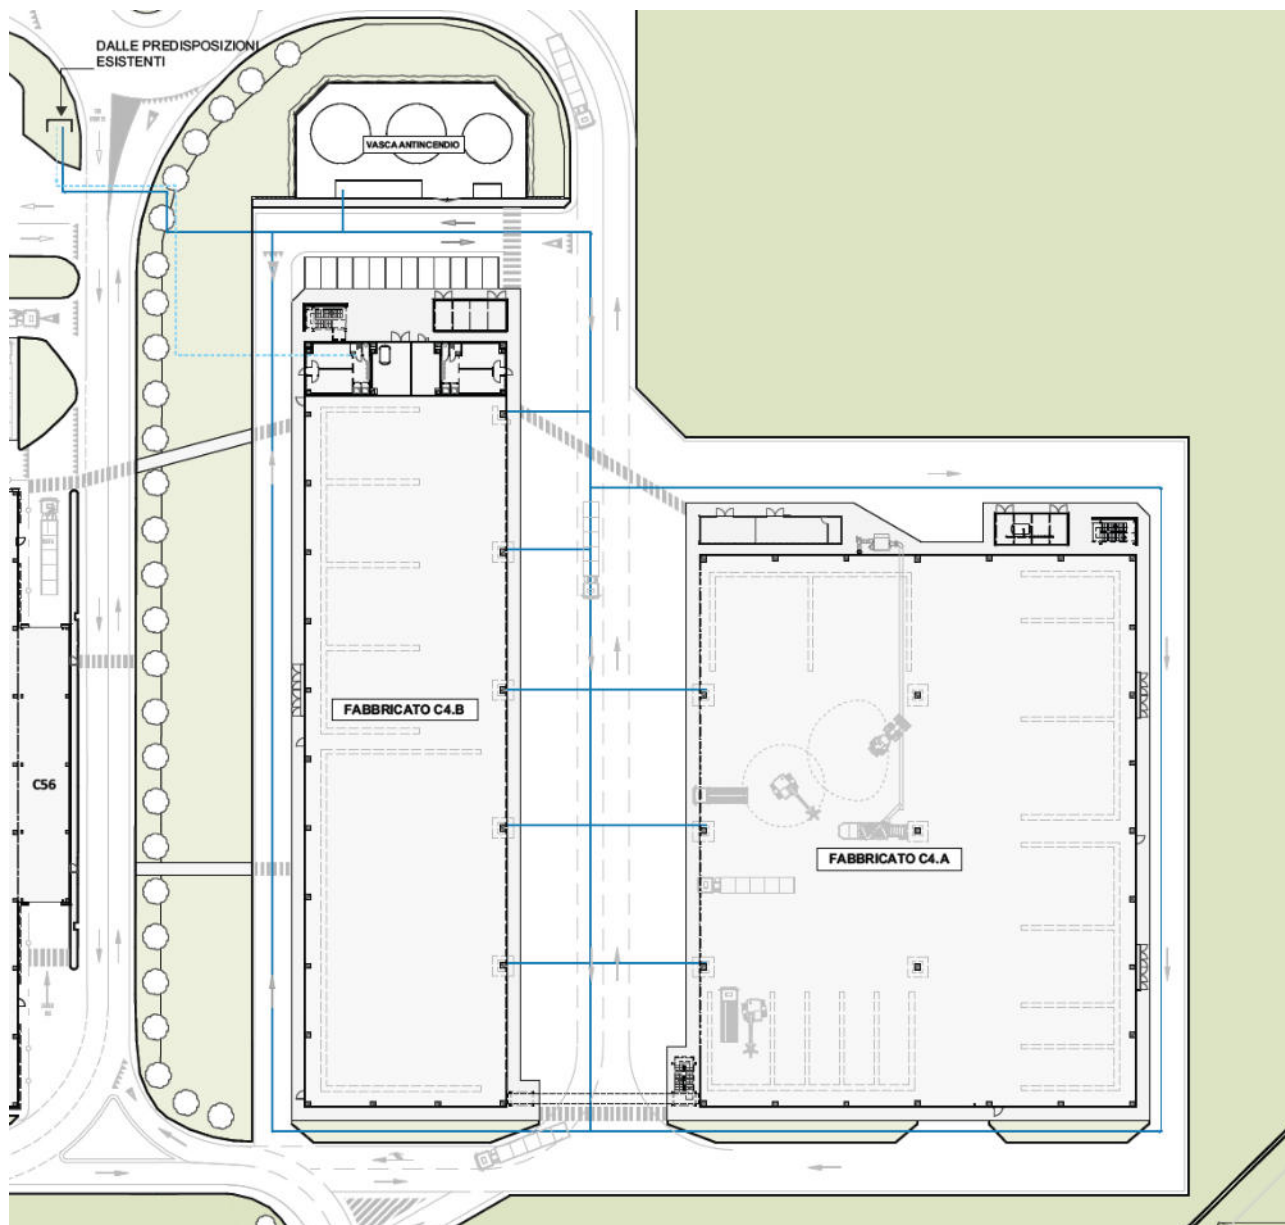 DALLE PREDISPOSIZIONI
ESISTENTI
VASCA ANTINCENDIO
FABBRICATO C4.B
C56
FABBRICATO C4.A